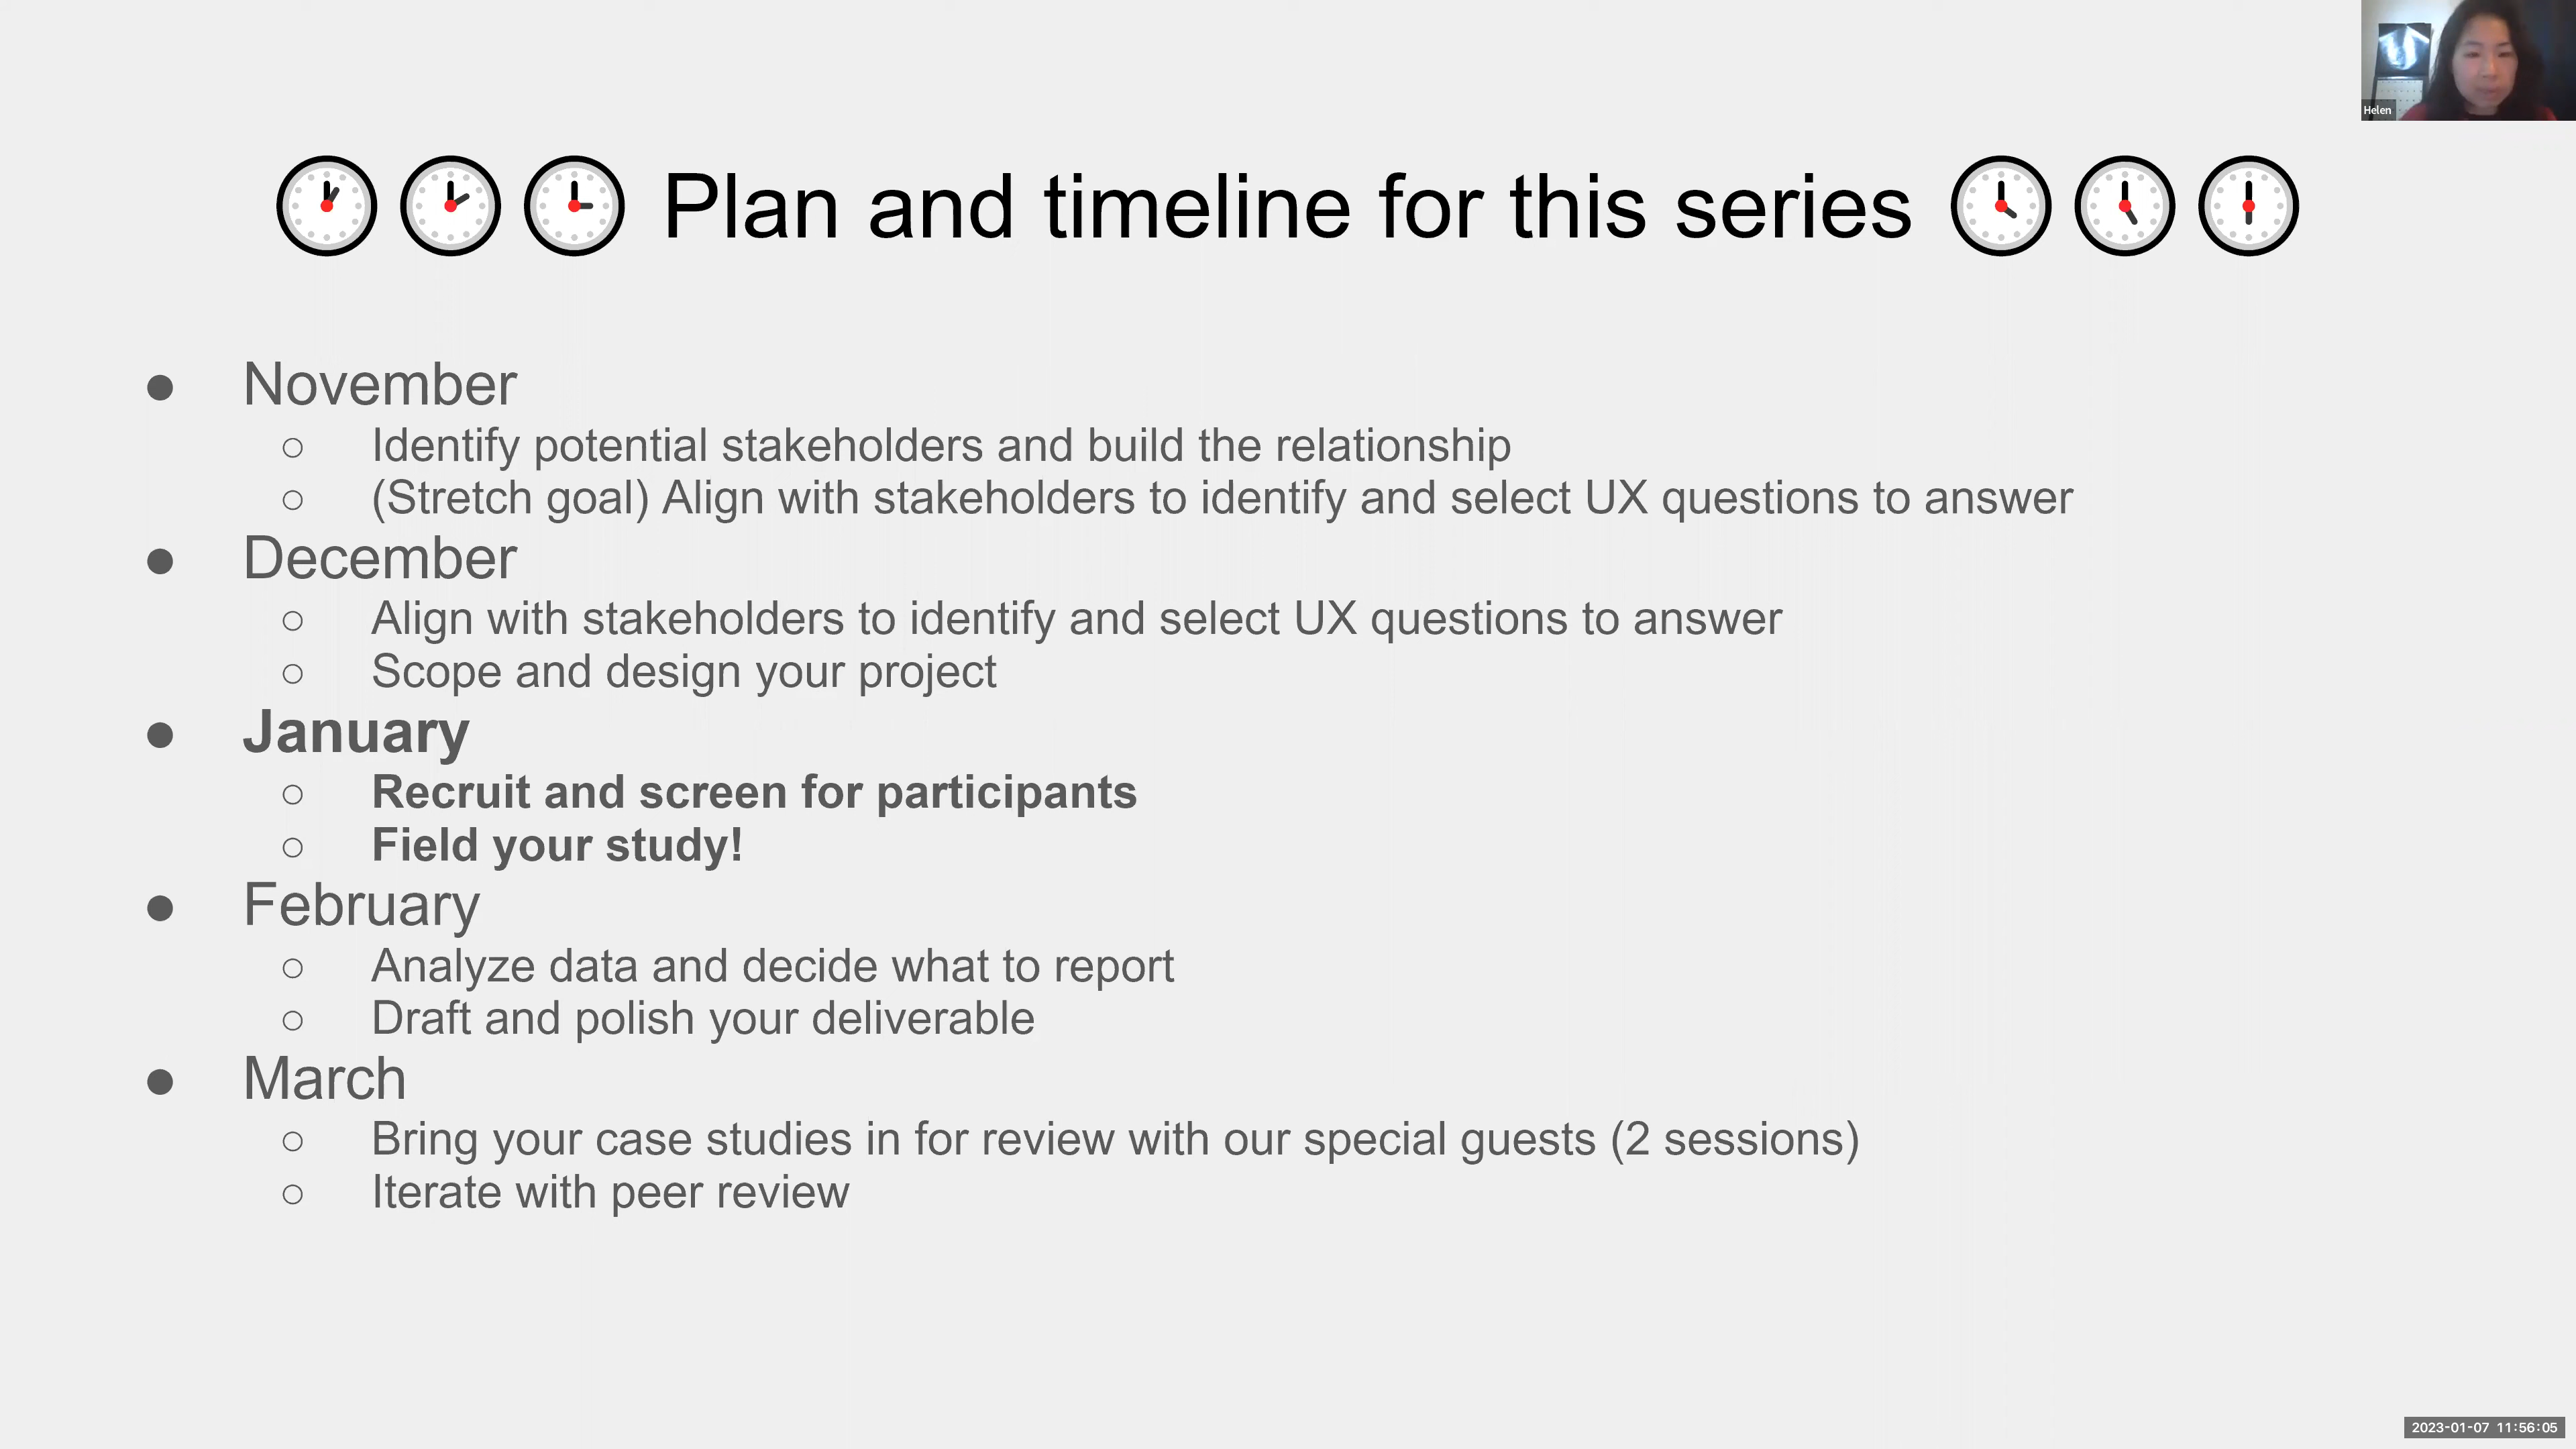 Helen
Plan and timeline for this series
● November
○ Identify potential stakeholders and build the relationship
○ (Stretch goal) Align with stakeholders to identify and select UX questions to answer
● December
○ Align with stakeholders to identify and select UX questions to answer
○ Scope and design your project
● January
○ Recruit and screen for participants
○ Field your study!
● February
○ Analyze data and decide what to report
○ Draft and polish your deliverable
● March
○ Bring your case studies in for review with our special guests (2 sessions)
○ Iterate with peer review
2023-01-07 11:56:05